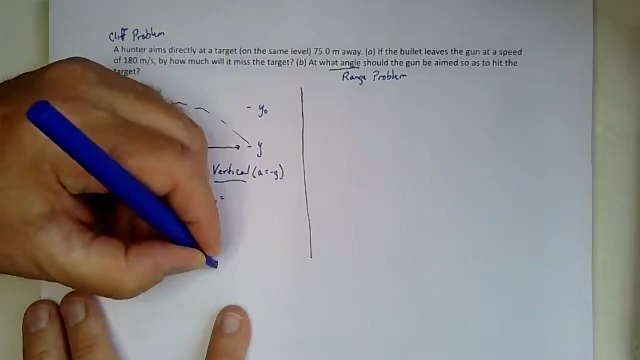 Cliff Problem
A hunter aims directly at a target (on the same level) 75.0 m away. (a) If the bullet leaves the gun at a speed
of 180 m/s, by how much will it miss the target? (b) At what angle should the gun be aimed so as to hit the
target?
Range Problem
- y₀
- y
Vertical (a=-g)
=